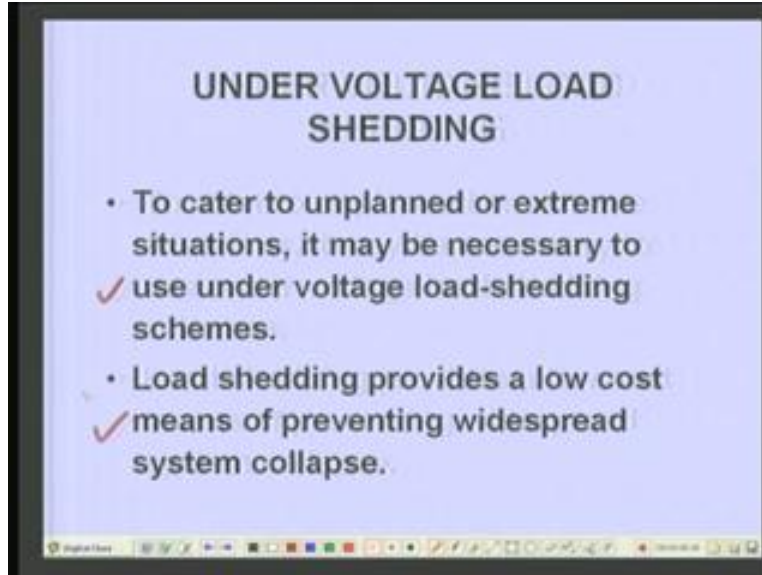 UNDER VOLTAGE LOAD
SHEDDING
• To cater to unplanned or extreme
situations, it may be necessary to
use under voltage load-shedding
schemes.
• Load shedding provides a low cost
means of preventing widespread
system collapse.